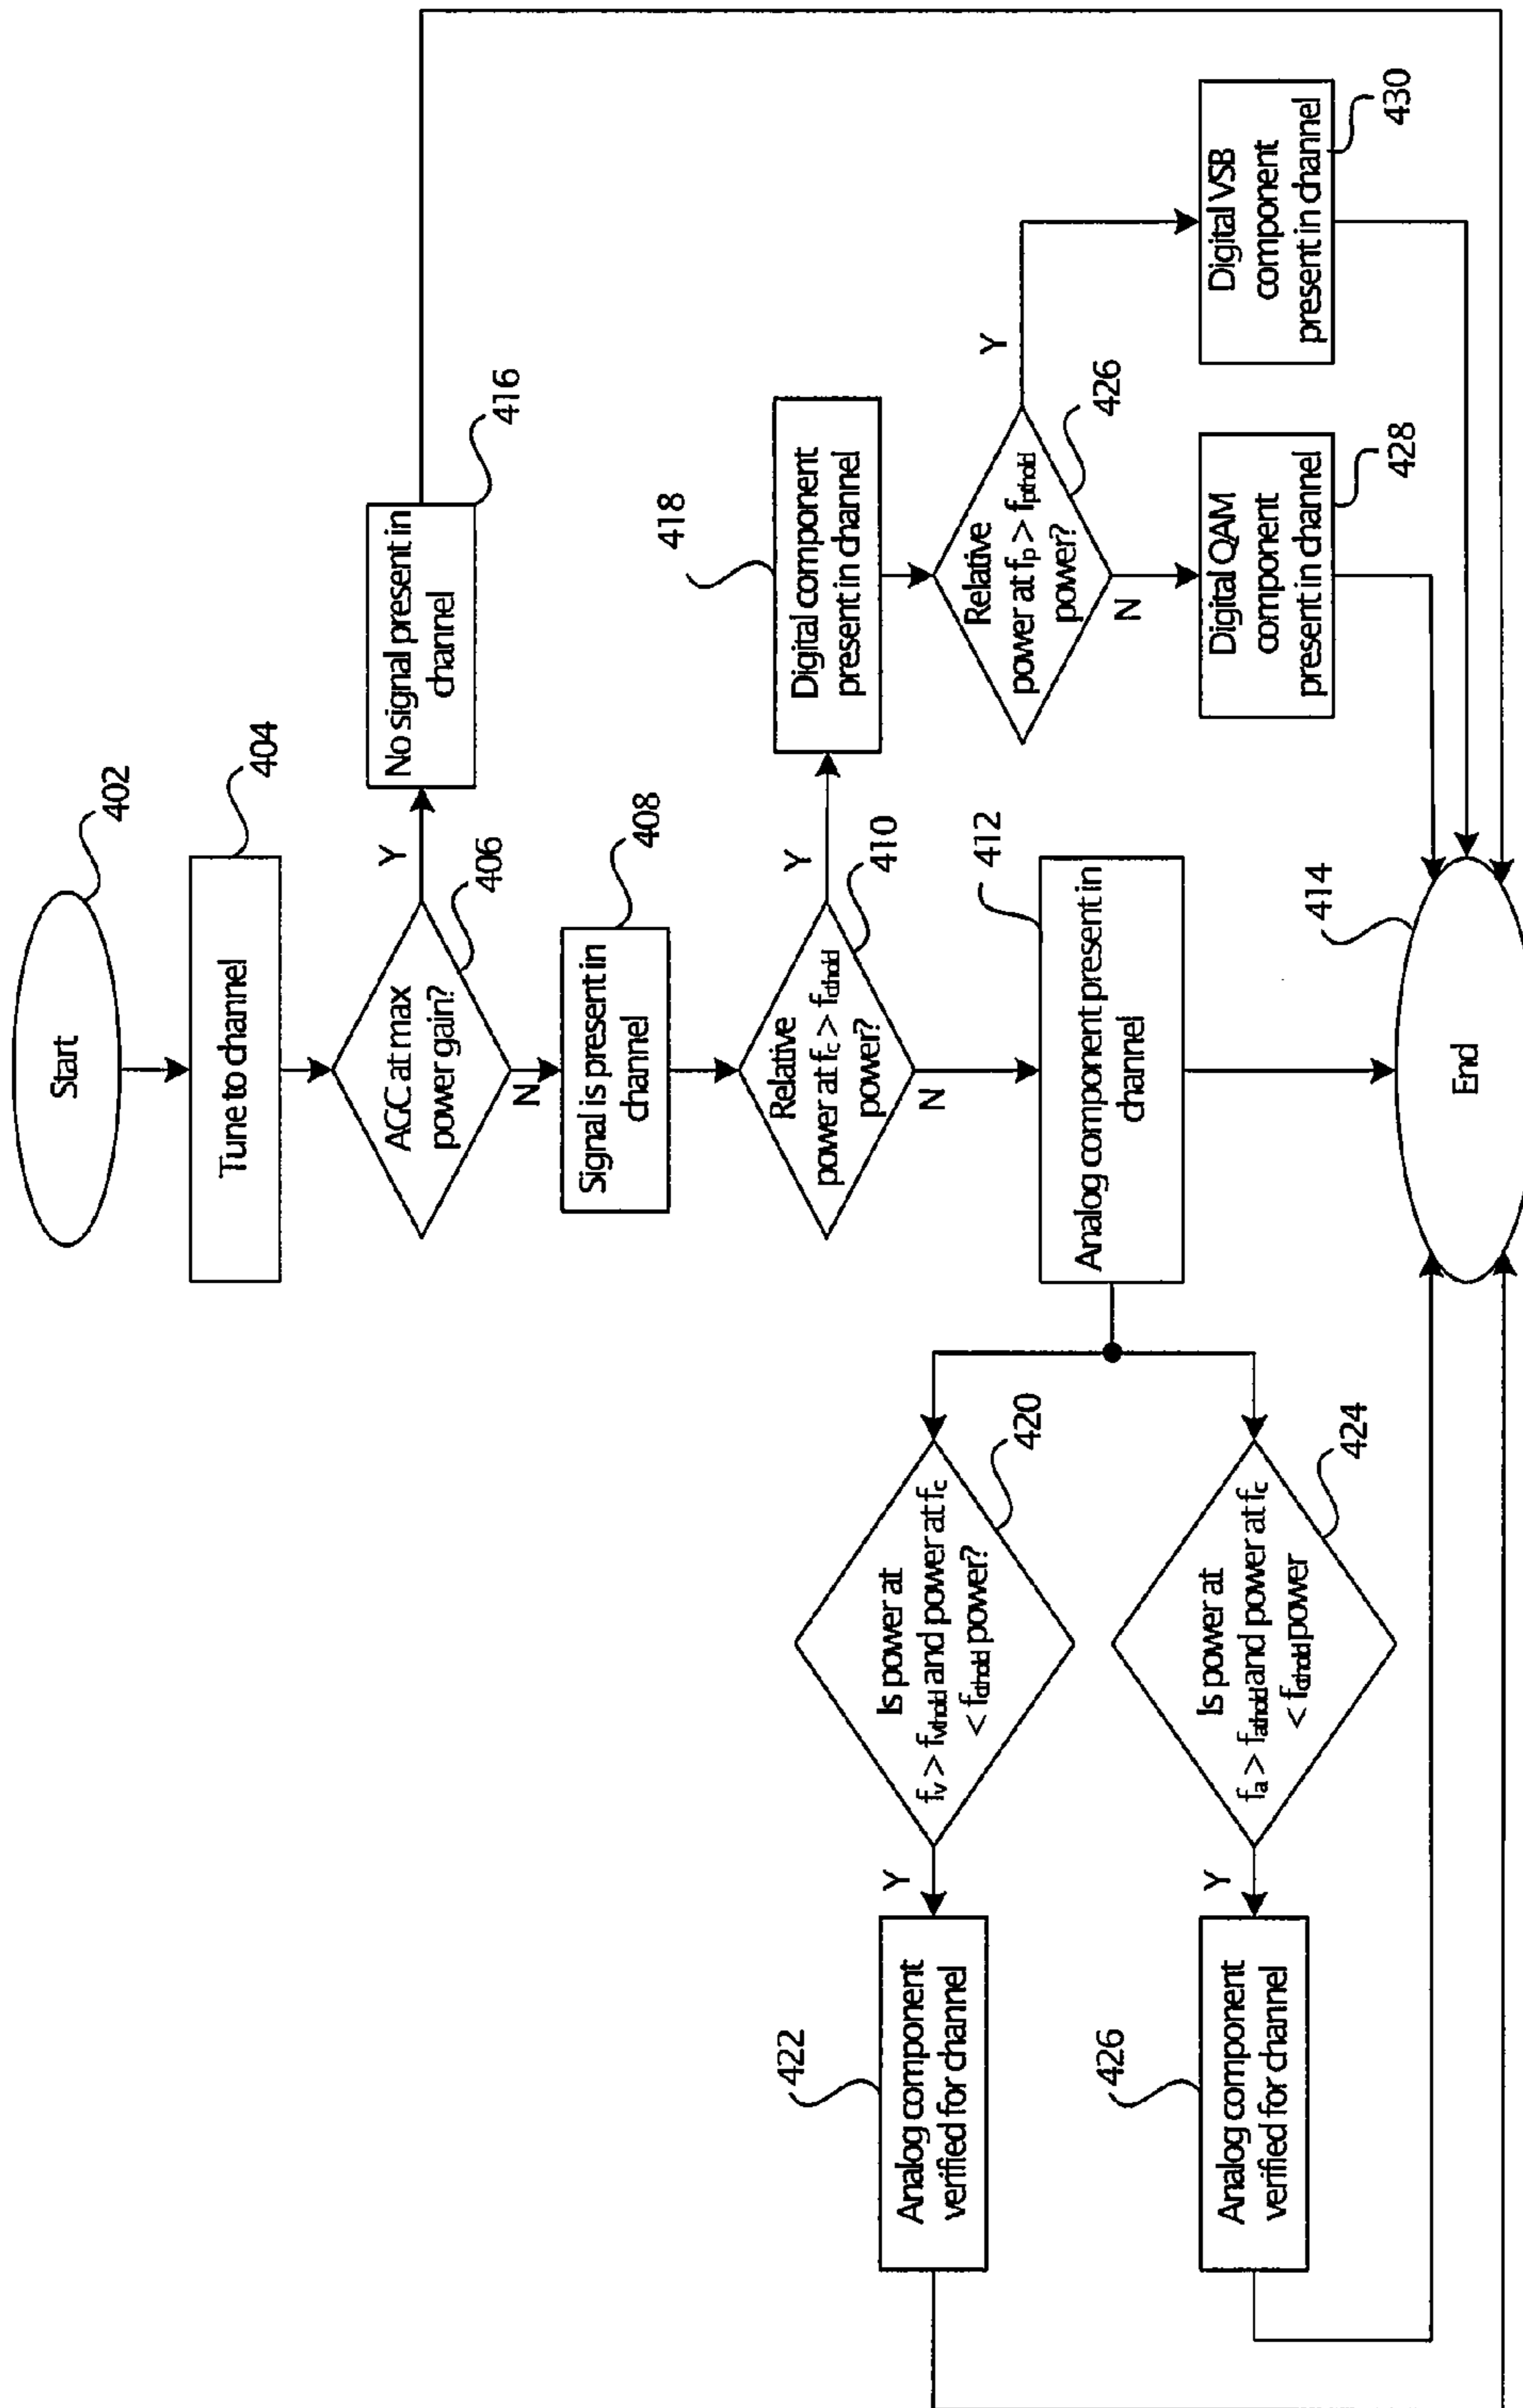 Start
402
Tune to channel
404
AGC at max
power gain?
406
Y
No signal present in
channel
416
N
Signal is present in
channel
408
Relative
power at fc > fcthold
power?
410
Y
Digital component
present in channel
418
Relative
power at fp > fpthold
power?
426
Y
N
Digital QAM
component
present in channel
428
Digital VSB
component
present in channel
430
N
Analog component present in
channel
412
Is power at
fv > fvthold and power at fc
< fcthold power?
420
Y
Analog component
verified for channel
422
Is power at
fa > fathold and power at fc
< fcthold power
424
Y
Analog component
verified for channel
426
End
414